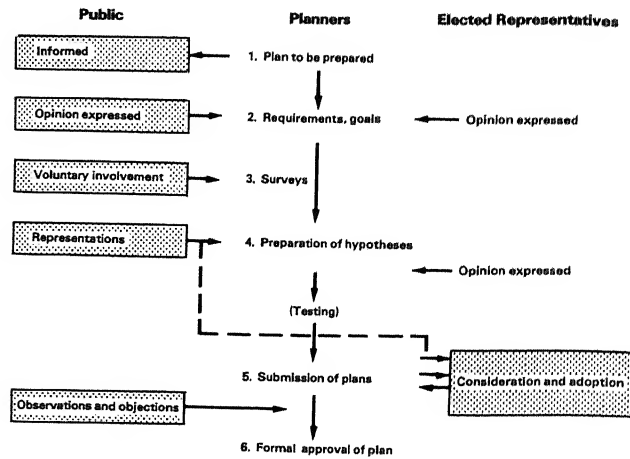 Public Planners Elected Representatives
Informed 1. Plan to be prepared
Opinion expressed 2. Requirements, goals Opinion expressed
Voluntary involvement 3. Surveys
Representations 4. Preparation of hypotheses
Opinion expressed
(Testing)
5. Submission of plans Consideration and adoption
Observations and objections
6. Formal approval of plan